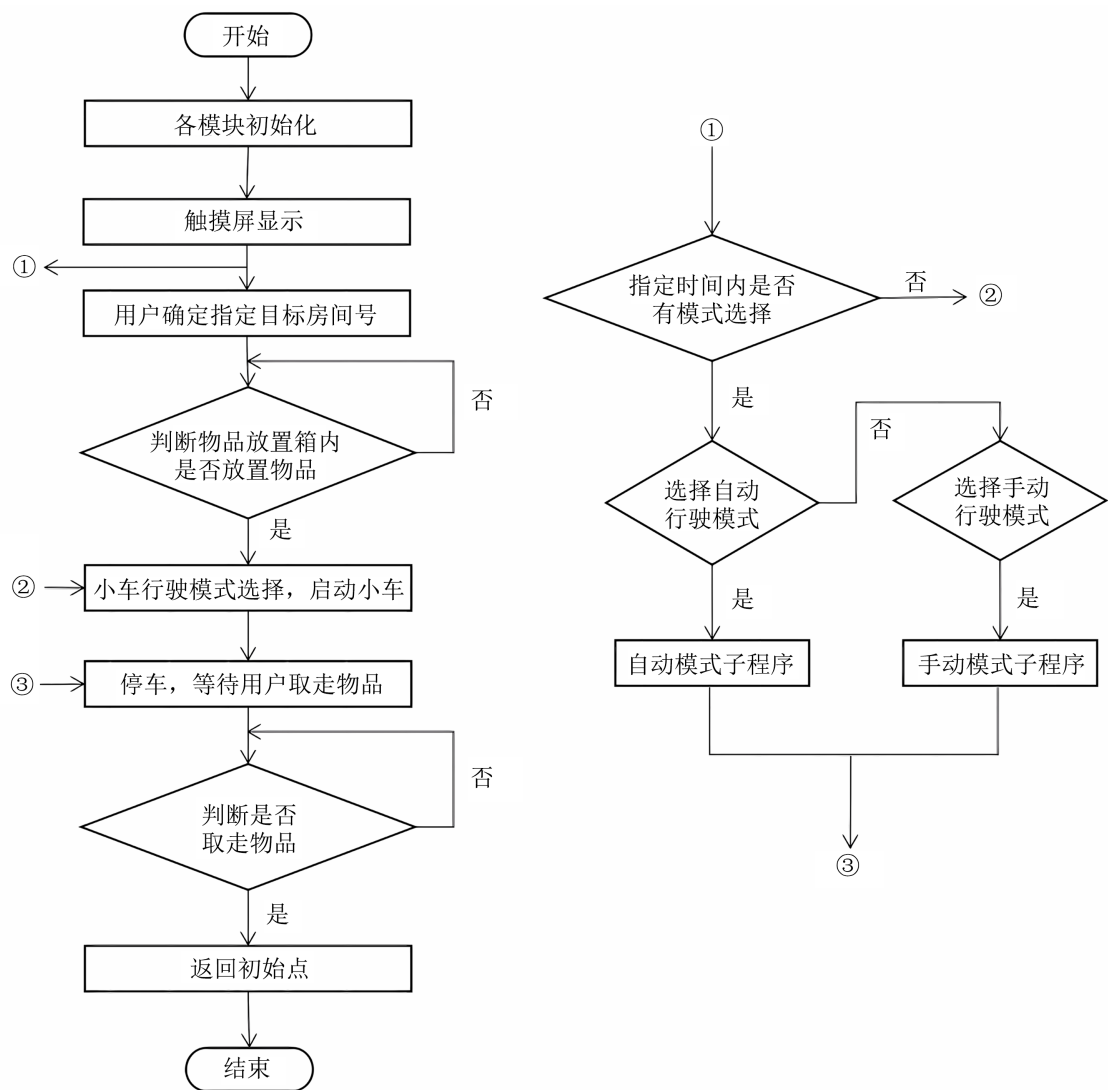 开始
各模块初始化
触摸屏显示
①
用户确定指定目标房间号
否
判断物品放置箱内
是否放置物品
是
②
小车行驶模式选择，启动小车
③
停车，等待用户取走物品
否
判断是否
取走物品
是
返回初始点
结束
①
指定时间内是否
有模式选择
否
②
是
否
选择自动
行驶模式
选择手动
行驶模式
是
是
自动模式子程序
手动模式子程序
③